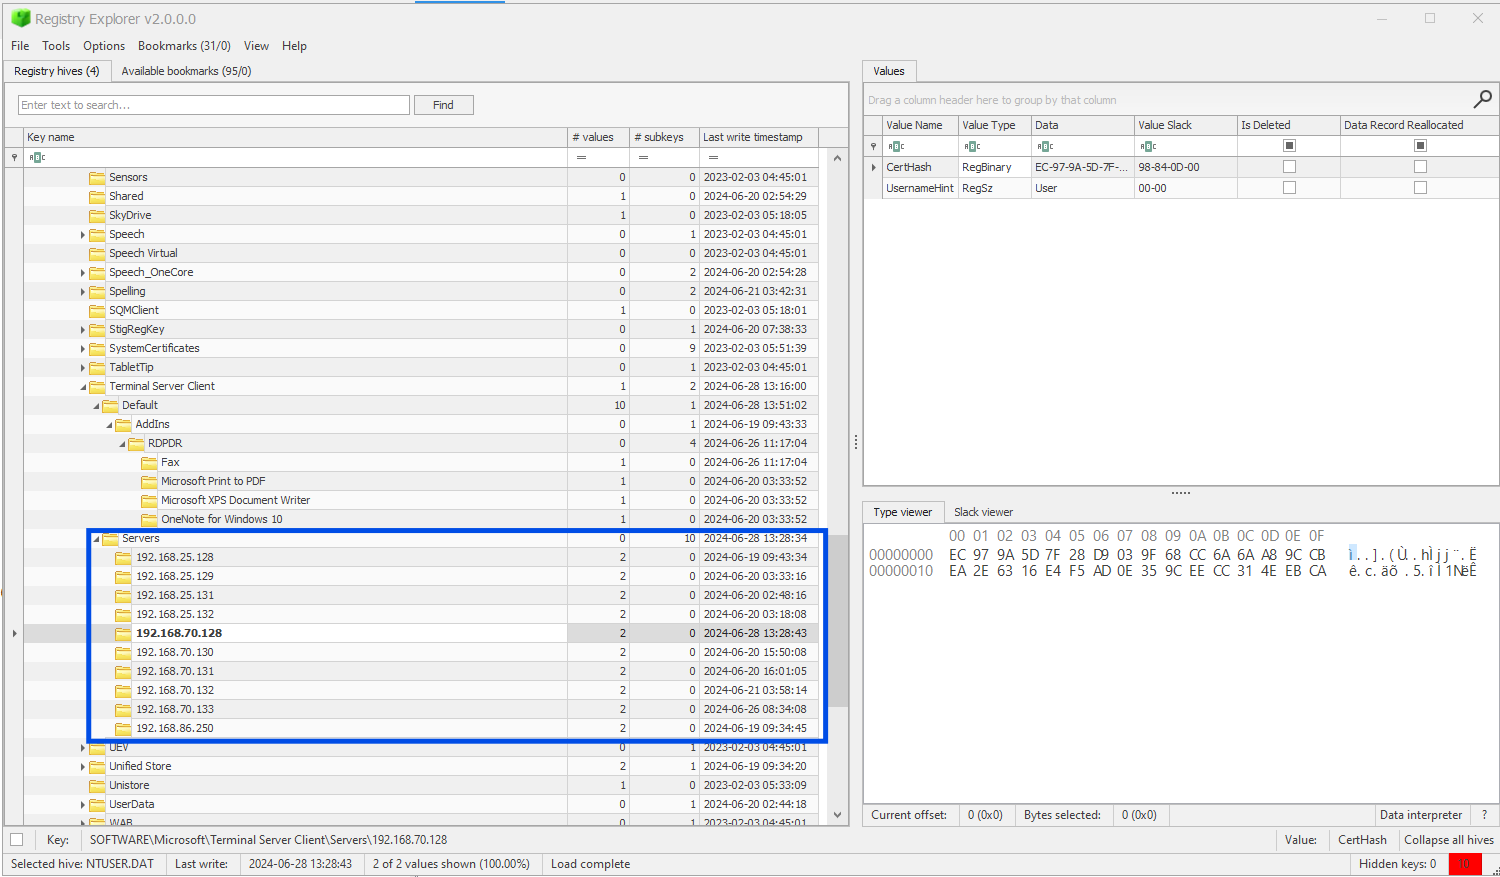 Registry Explorer v2.0.0.0
File Tools Options Bookmarks (31/0) View Help
Registry hives (4) Available bookmarks (95/0)
Enter text to search... Find
Key name # values # subkeys Last write timestamp
ABC = = =
Sensors 0 0 2023-02-03 04:45:01
Shared 1 0 2024-06-20 02:54:29
SkyDrive 1 0 2023-02-03 05:18:05
Speech 0 1 2023-02-03 04:45:01
Speech Virtual 0 0 2023-02-03 04:45:01
Speech_OneCore 0 2 2024-06-20 02:54:28
Spelling 0 2 2024-06-21 03:42:31
SQMClient 1 0 2023-02-03 05:18:01
StigRegKey 0 1 2024-06-20 07:38:33
SystemCertificates 0 9 2023-02-03 05:51:39
TabletTip 0 1 2023-02-03 04:45:01
Terminal Server Client 1 2 2024-06-28 13:16:00
Default 10 1 2024-06-28 13:51:02
AddIns 0 1 2024-06-19 09:43:33
RDPDR 0 4 2024-06-26 11:17:04
Fax 1 0 2024-06-26 11:17:04
Microsoft Print to PDF 1 0 2024-06-20 03:33:52
Microsoft XPS Document Writer 1 0 2024-06-20 03:33:52
OneNote for Windows 10 1 0 2024-06-20 03:33:52
Servers 0 10 2024-06-28 13:28:34
192.168.25.128 2 0 2024-06-19 09:43:34
192.168.25.129 2 0 2024-06-20 03:33:16
192.168.25.131 2 0 2024-06-20 02:48:16
192.168.25.132 2 0 2024-06-20 03:18:08
192.168.70.128 2 0 2024-06-28 13:28:43
192.168.70.130 2 0 2024-06-20 15:50:08
192.168.70.131 2 0 2024-06-20 16:01:05
192.168.70.132 2 0 2024-06-21 03:58:14
192.168.70.133 2 0 2024-06-26 08:34:08
192.168.86.250 2 0 2024-06-19 09:34:45
UEV 0 1 2023-02-03 04:45:01
Unified Store 2 1 2024-06-19 09:34:20
Unistore 1 0 2023-02-03 05:33:09
UserData 0 1 2024-06-20 02:44:18
WAB 0 1 2023-02-03 04:45:01
Key: SOFTWARE\Microsoft\Terminal Server Client\Servers\192.168.70.128
Selected hive: NTUSER.DAT Last write: 2024-06-28 13:28:43 2 of 2 values shown (100.00%) Load complete
Values
Drag a column header here to group by that column
Value Name Value Type Data Value Slack Is Deleted Data Record Reallocated
ABC ABC ABC ABC
CertHash RegBinary EC-97-9A-5D-7F-... 98-84-0D-00
UsernameHint RegSz User 00-00
Type viewer Slack viewer
00 01 02 03 04 05 06 07 08 09 0A 0B 0C 0D 0E 0F
00000000 EC 97 9A 5D 7F 28 D9 03 9F 68 CC 6A 6A A8 9C CB ì..].(Ù..hÌjj¨.Ë
00000010 EA 2E 63 16 E4 F5 AD 0E 35 9C EE CC 31 4E EB CA ê.c.äõ­.5.îÌ1NëÊ
Current offset: 0 (0x0) Bytes selected: 0 (0x0) Data interpreter ?
Value: CertHash Collapse all hives
Hidden keys: 0 10